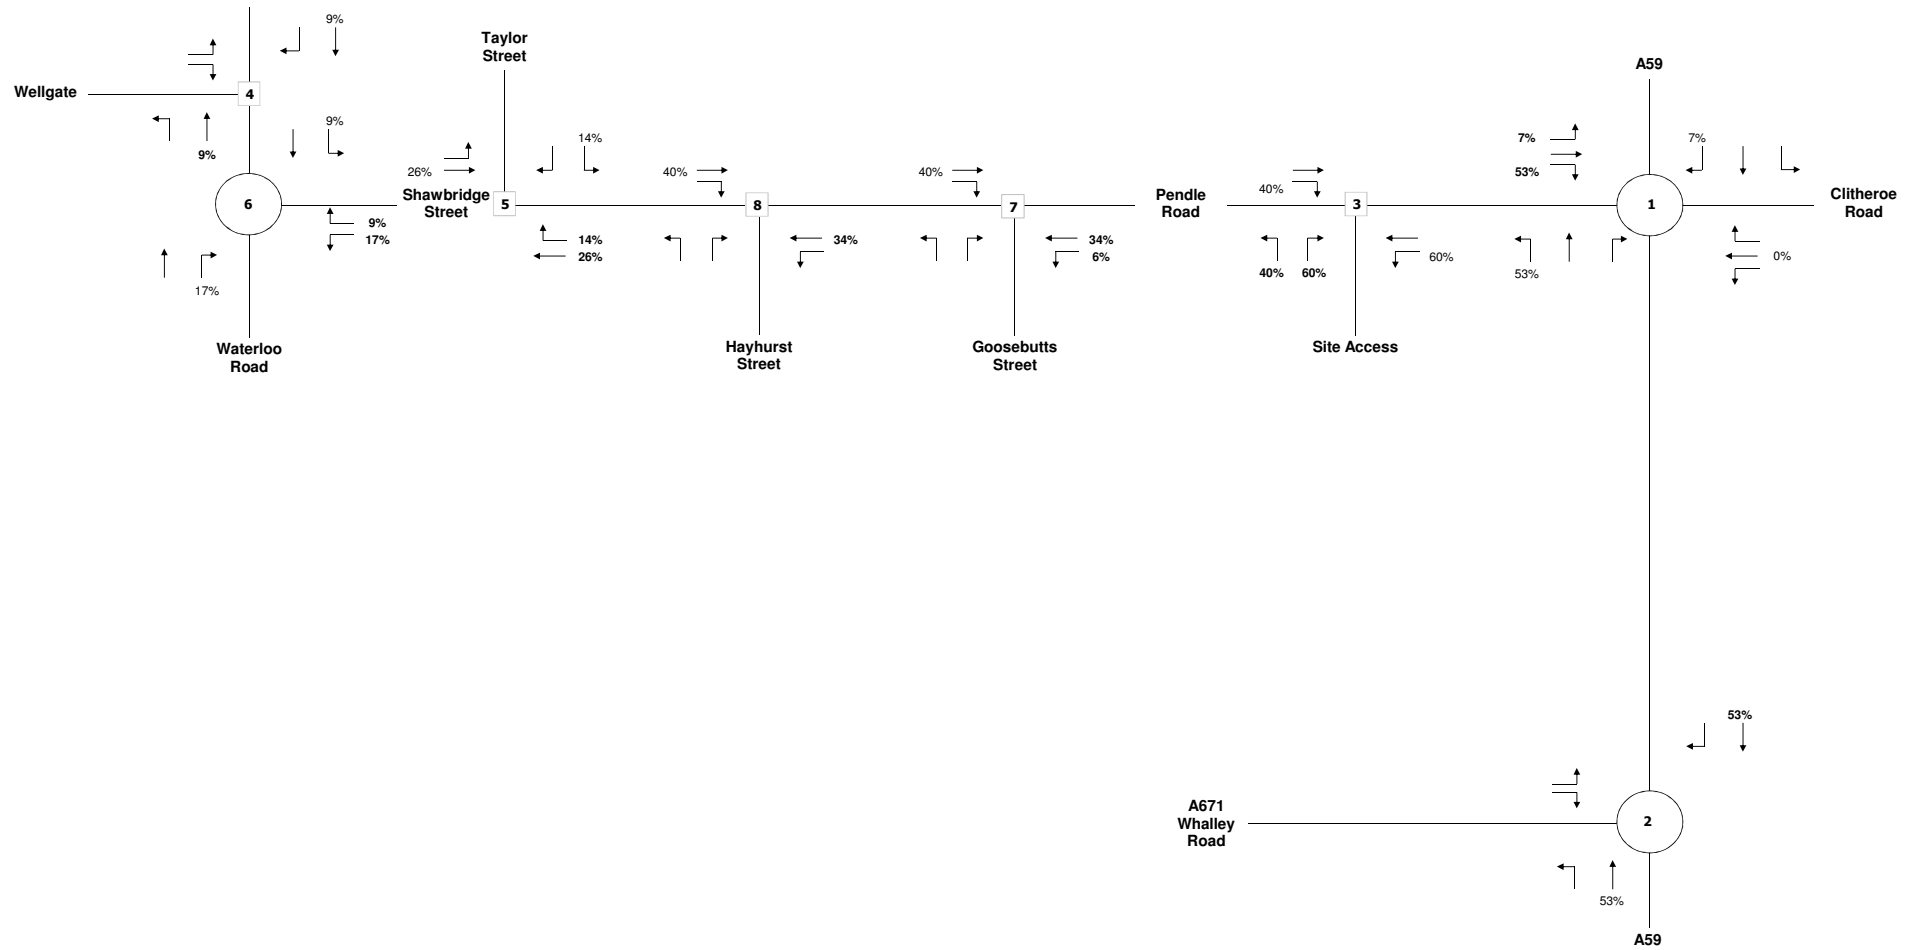 9%
Taylor
Street
A59
Wellgate
4
9%
7%
7%
14%
9%
26%
40%
40%
53%
40%
Shawbridge
Street
Pendle
Road
Clitheroe
Road
6
5
8
7
3
1
9%
17%
14%
26%
34%
34%
6%
60%
0%
40%
60%
53%
17%
Waterloo
Road
Hayhurst
Street
Goosebutts
Street
Site Access
53%
A671
Whalley
Road
2
53%
A59